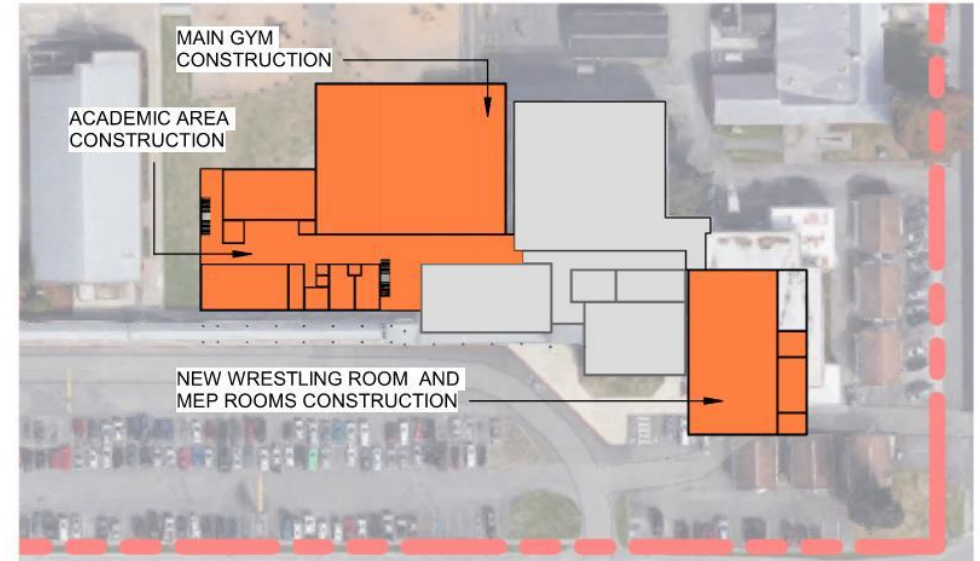 MAIN GYM
CONSTRUCTION
ACADEMIC AREA
CONSTRUCTION
NEW WRESTLING ROOM AND
MEP ROOMS CONSTRUCTION